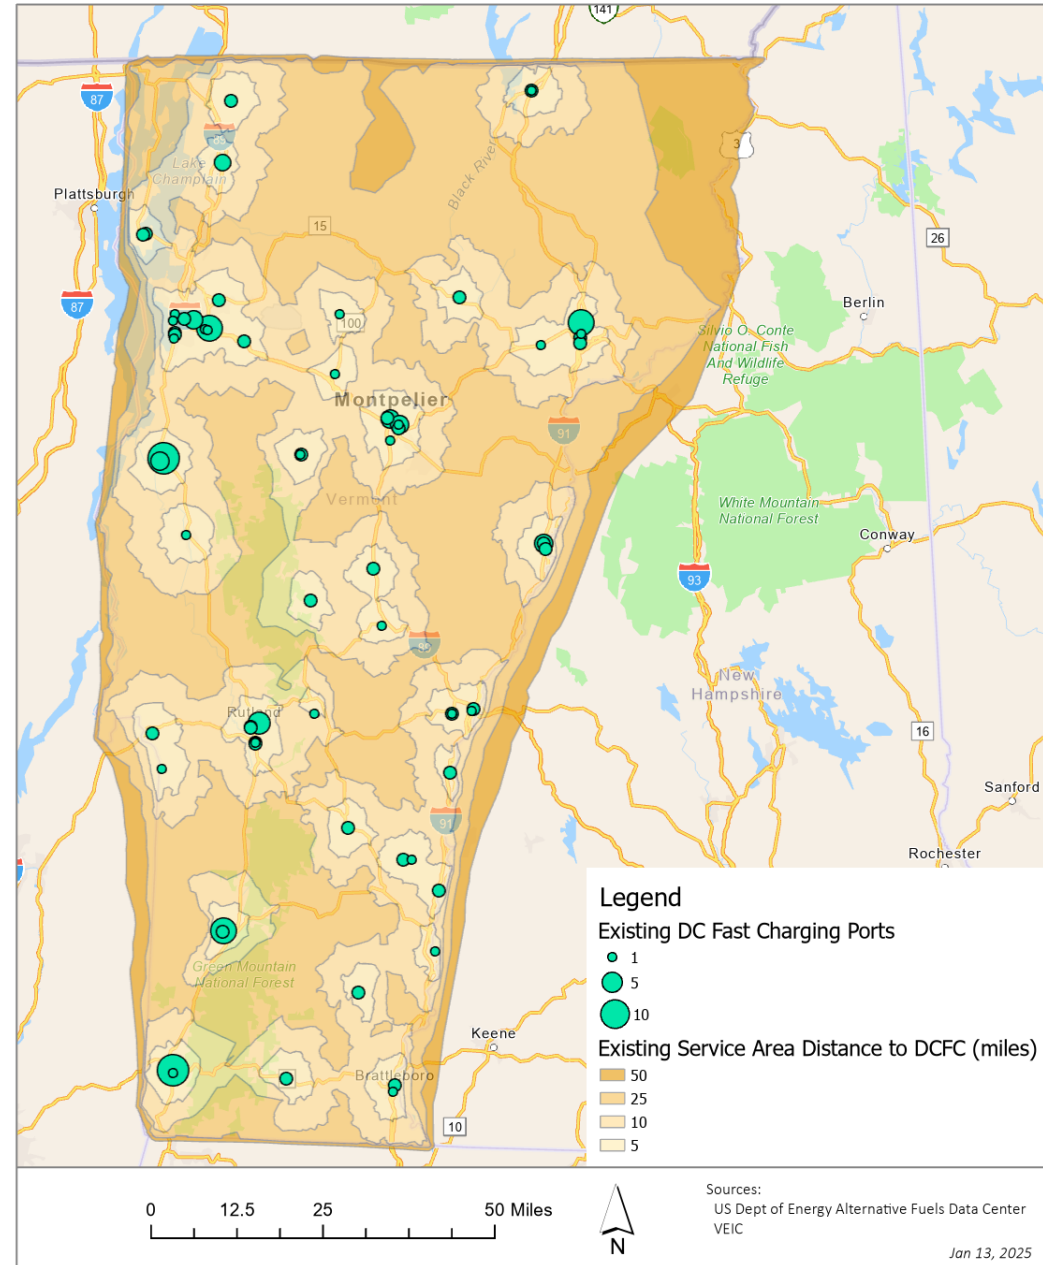 141
87
89
3
Lake
Champlain
Black River
Plattsburgh
15
26
87
Berlin
100
Silvio O. Conte
National Fish
And Wildlife
Refuge
Montpelier
91
Vermont
White Mountain
National Forest
Conway
93
89
New
Hampshire
Rutland
16
Sanford
91
Rochester
Legend
Existing DC Fast Charging Ports
1
5
10
Green Mountain
National Forest
Keene
Existing Service Area Distance to DCFC (miles)
50
25
10
5
Brattleboro
10
0 12.5 25 50 Miles
N
Sources:
US Dept of Energy Alternative Fuels Data Center
VEIC
Jan 13, 2025